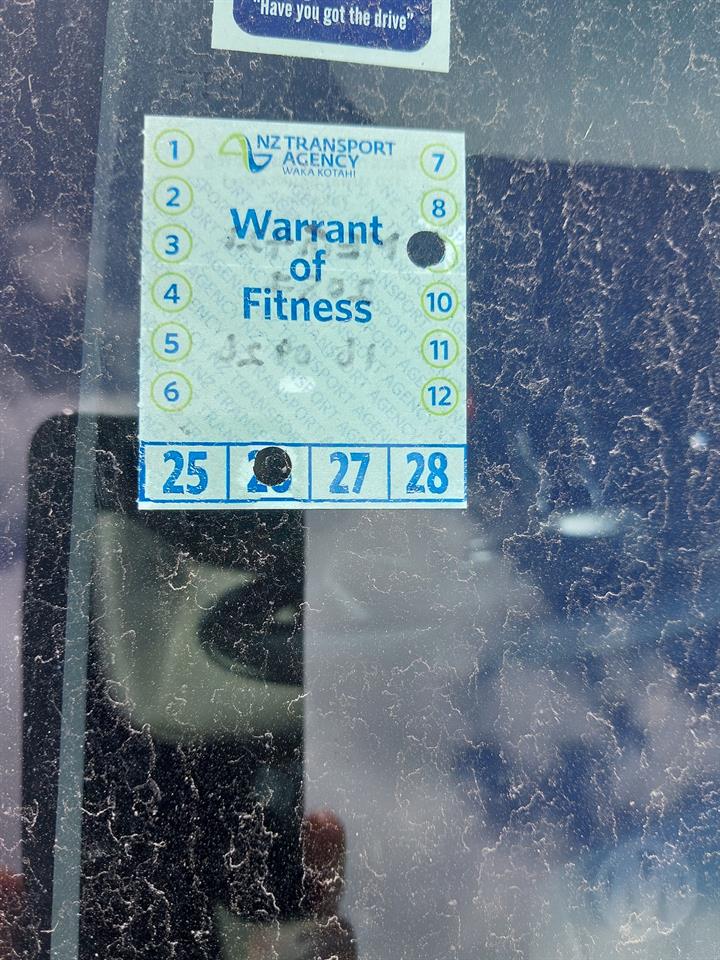 "Have you got the drive"
NZ TRANSPORT
AGENCY
WAKA KOTAHI
Warrant
of
Fitness
1
2
3
4
5
6
7
8
10
11
12
25 26 27 28